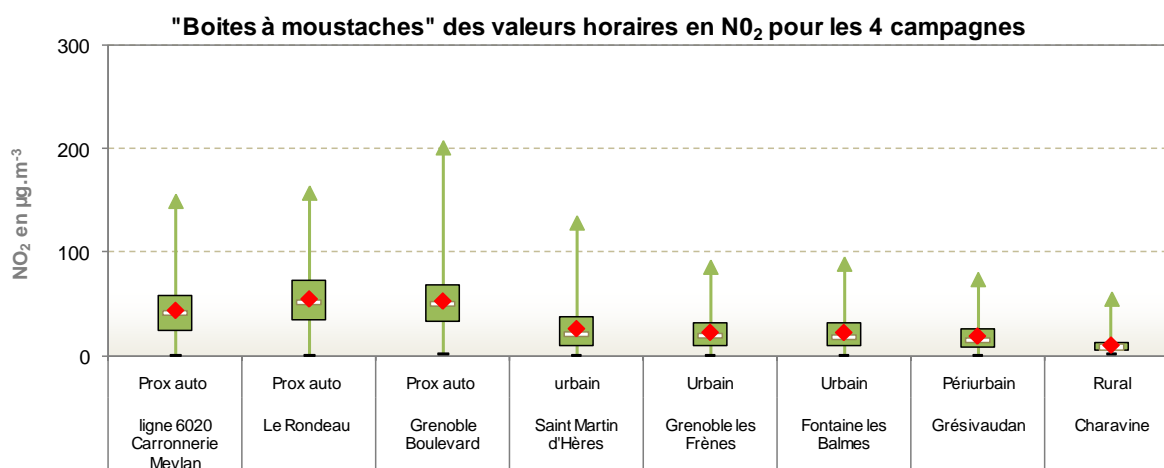 "Boites à moustaches" des valeurs horaires en N0₂ pour les 4 campagnes
300
200
100
0
NO₂ en µg.m⁻³
Prox auto
Prox auto
Prox auto
urbain
Urbain
Urbain
Périurbain
Rural
ligne 6020
Carronnerie
Meylan
Le Rondeau
Grenoble
Boulevard
Saint Martin
d'Hères
Grenoble les
Frênes
Fontaine les
Balmes
Grésivaudan
Charavine